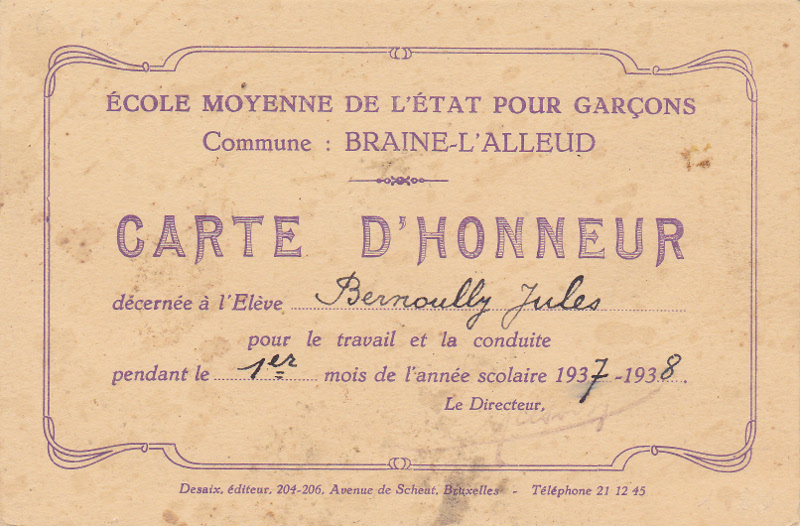 ÉCOLE MOYENNE DE L'ÉTAT POUR GARÇONS
Commune : BRAINE-L'ALLEUD
CARTE D'HONNEUR
décernée à l'Elève Bernoully Jules
pour le travail et la conduite
pendant le 1er mois de l'année scolaire 1937-1938.
Le Directeur,
Desaix, éditeur, 204-206, Avenue de Scheut, Bruxelles - Téléphone 21 12 45